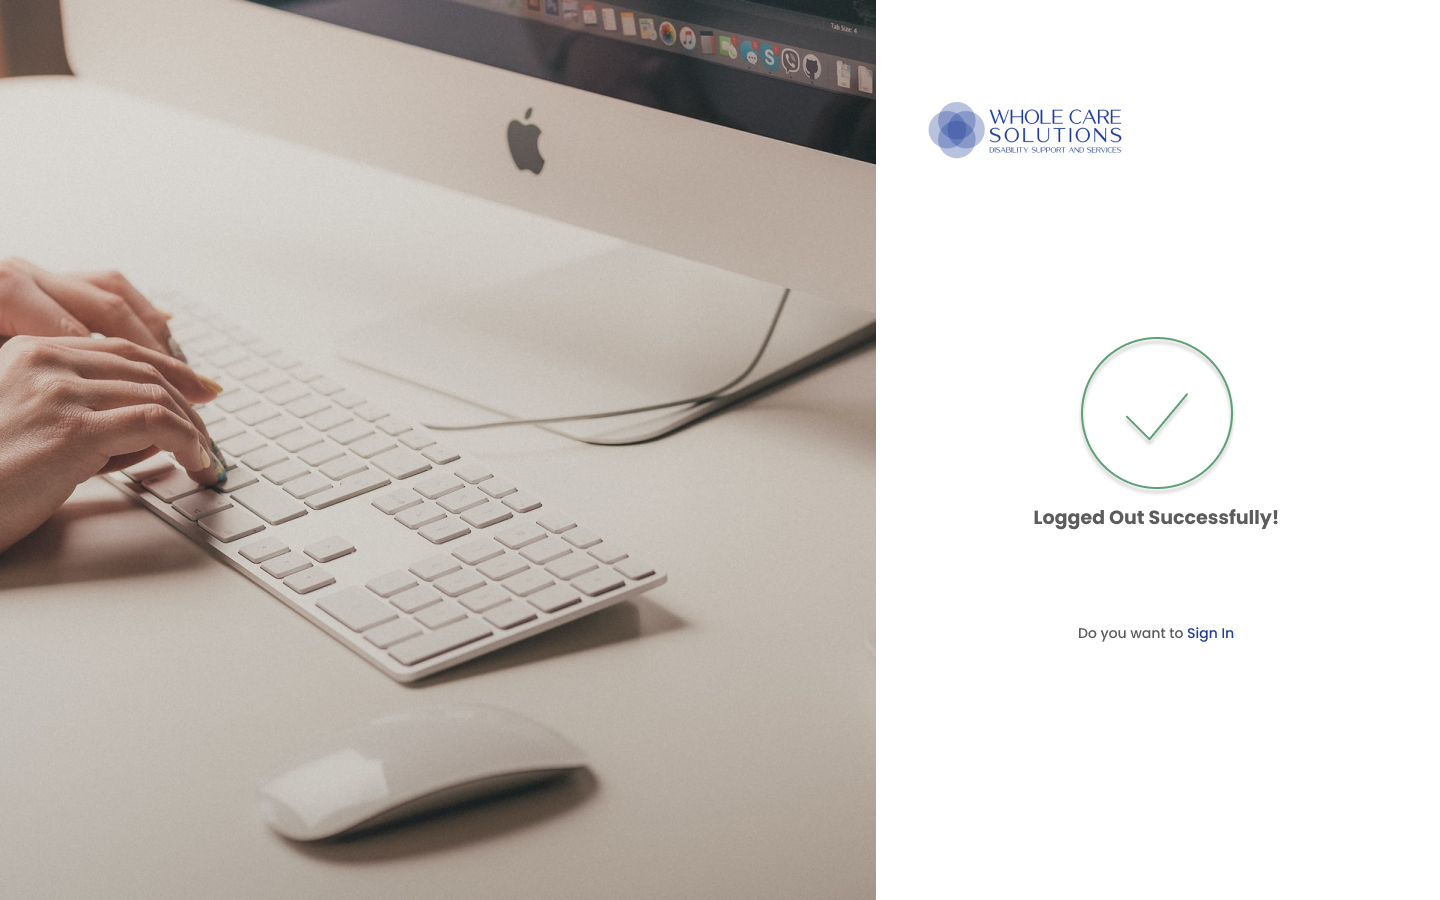 Tab Size: 4
WHOLE CARE
SOLUTIONS
DISABILITY SUPPORT AND SERVICES
Logged Out Successfully!
Do you want to Sign In